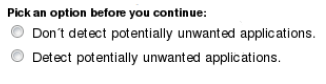 Pick an option before you continue:
Don´t detect potentially unwanted applications.
Detect potentially unwanted applications.